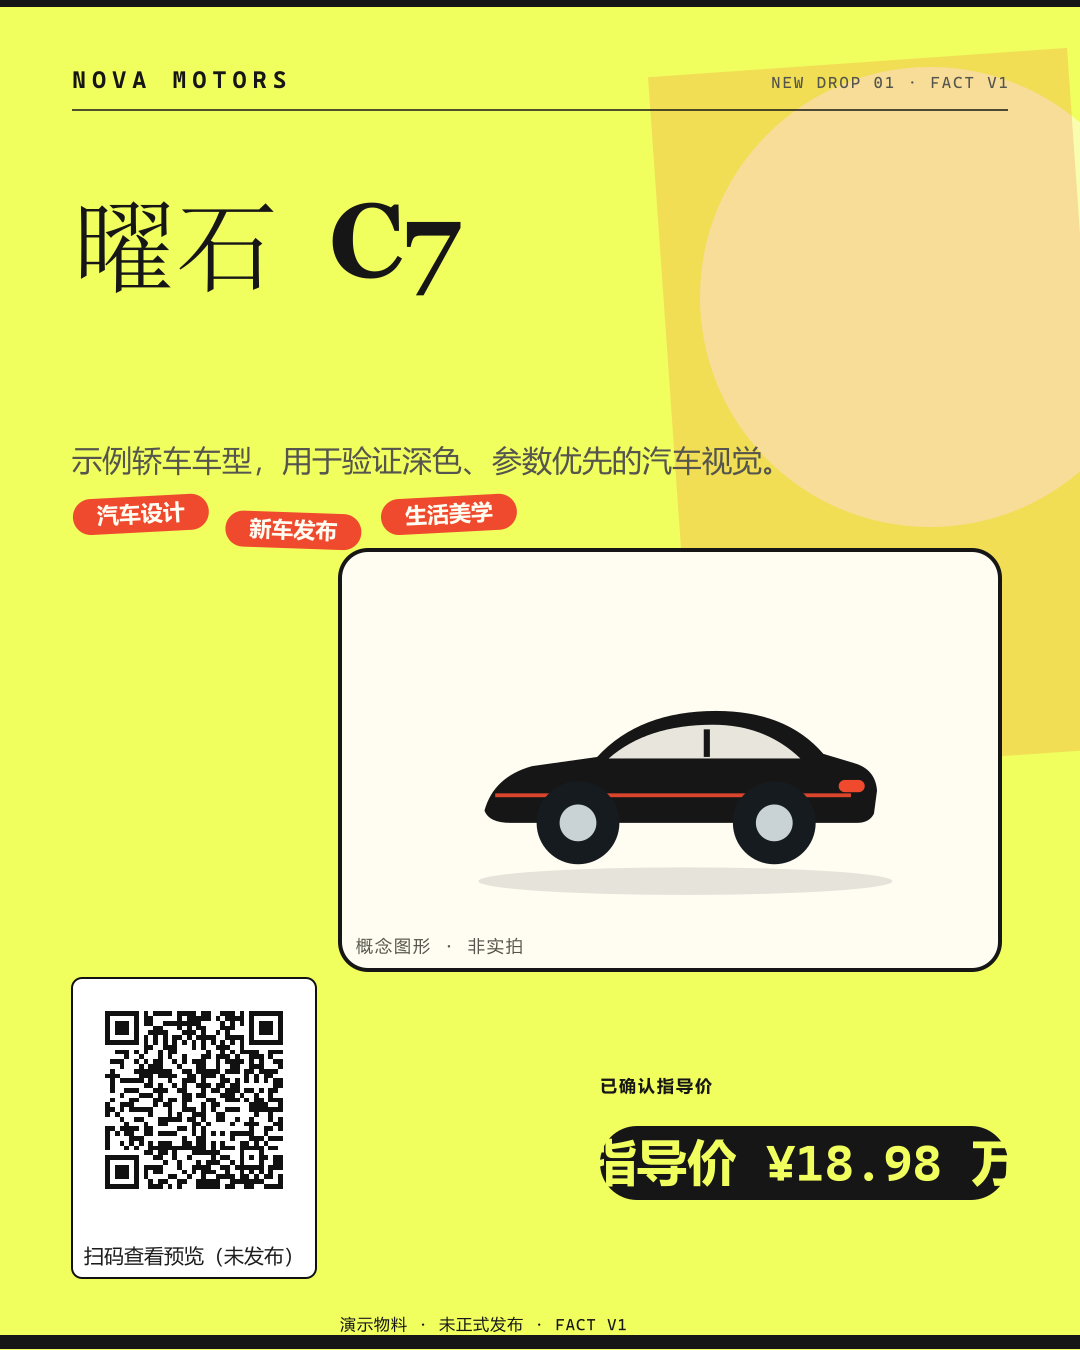 NOVA MOTORS
NEW DROP 01 · FACT V1
曜石 C7
示例轿车车型，用于验证深色、参数优先的汽车视觉。
汽车设计
新车发布
生活美学
概念图形 · 非实拍
已确认指导价
指导价 ¥18.98 万
扫码查看预览（未发布）
演示物料 · 未正式发布 · FACT V1